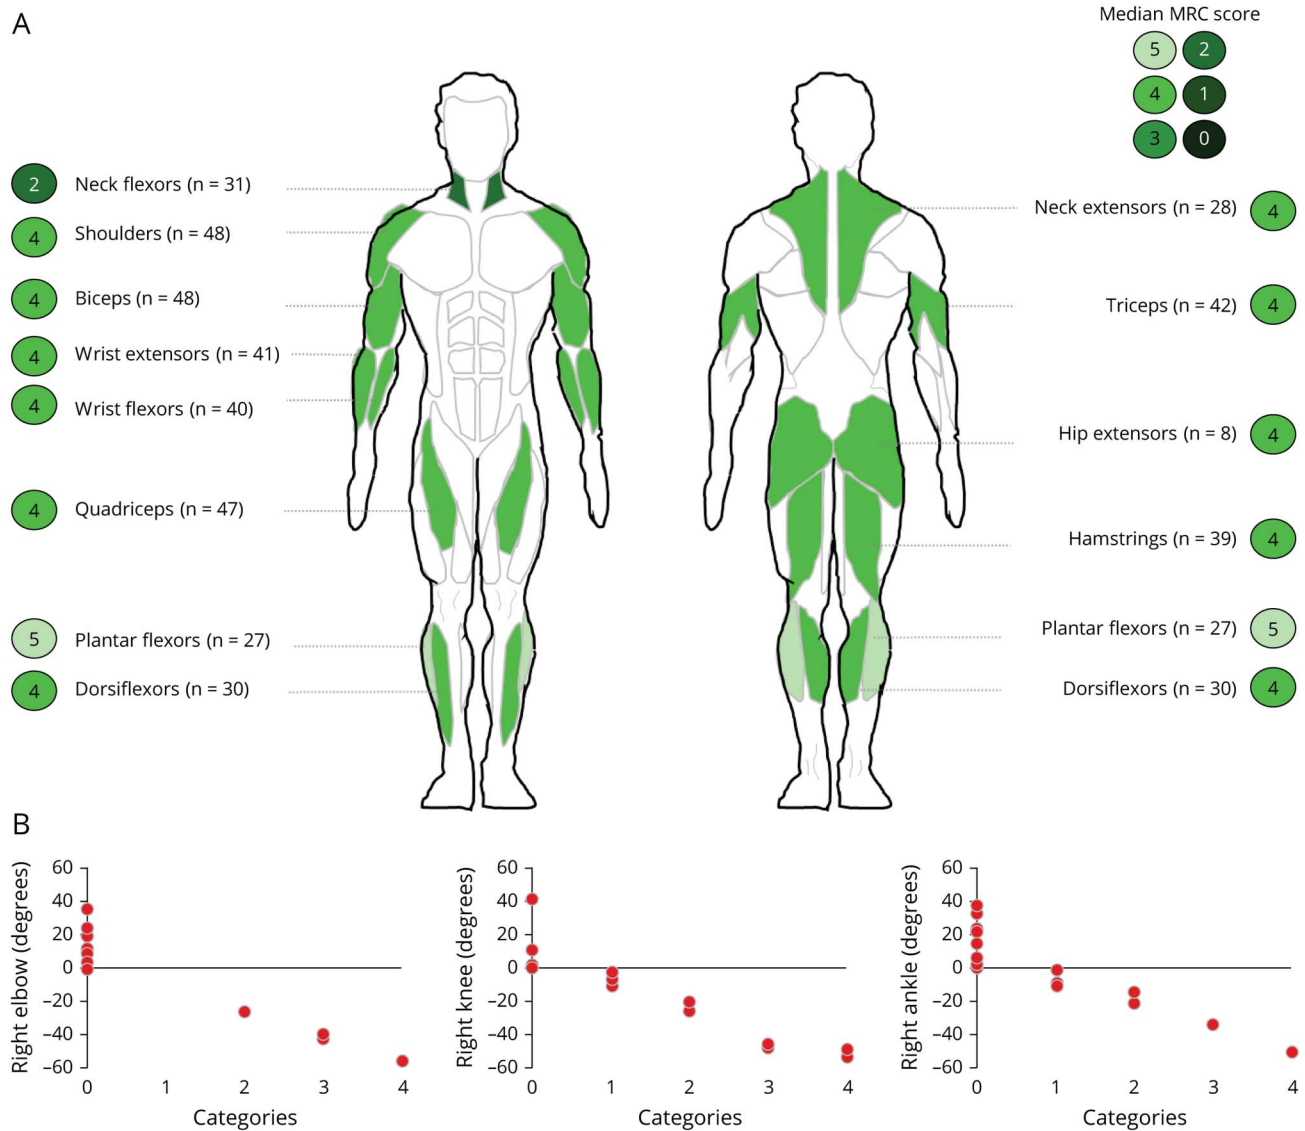 A
Median MRC score
5 2
4 1
3 0
2 Neck flexors (n = 31)
4 Shoulders (n = 48)
4 Biceps (n = 48)
4 Wrist extensors (n = 41)
4 Wrist flexors (n = 40)
4 Quadriceps (n = 47)
5 Plantar flexors (n = 27)
4 Dorsiflexors (n = 30)
Neck extensors (n = 28) 4
Triceps (n = 42) 4
Hip extensors (n = 8) 4
Hamstrings (n = 39) 4
Plantar flexors (n = 27) 5
Dorsiflexors (n = 30) 4
B
Right elbow (degrees)
60
40
20
0
–20
–40
–60
0 1 2 3 4
Categories
Right knee (degrees)
60
40
20
0
–20
–40
–60
0 1 2 3 4
Categories
Right ankle (degrees)
60
40
20
0
–20
–40
–60
0 1 2 3 4
Categories